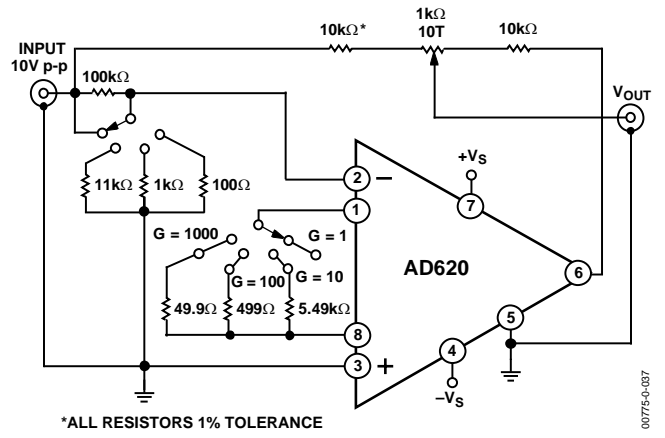 INPUT
10V p-p
100kΩ
10kΩ*
1kΩ
10T
10kΩ
VOUT
11kΩ
1kΩ
100Ω
G = 1000
G = 1
G = 100
G = 10
49.9Ω
499Ω
5.49kΩ
2
−
1
+VS
7
AD620
6
5
8
4
3
+
−VS
*ALL RESISTORS 1% TOLERANCE
00775-0-037